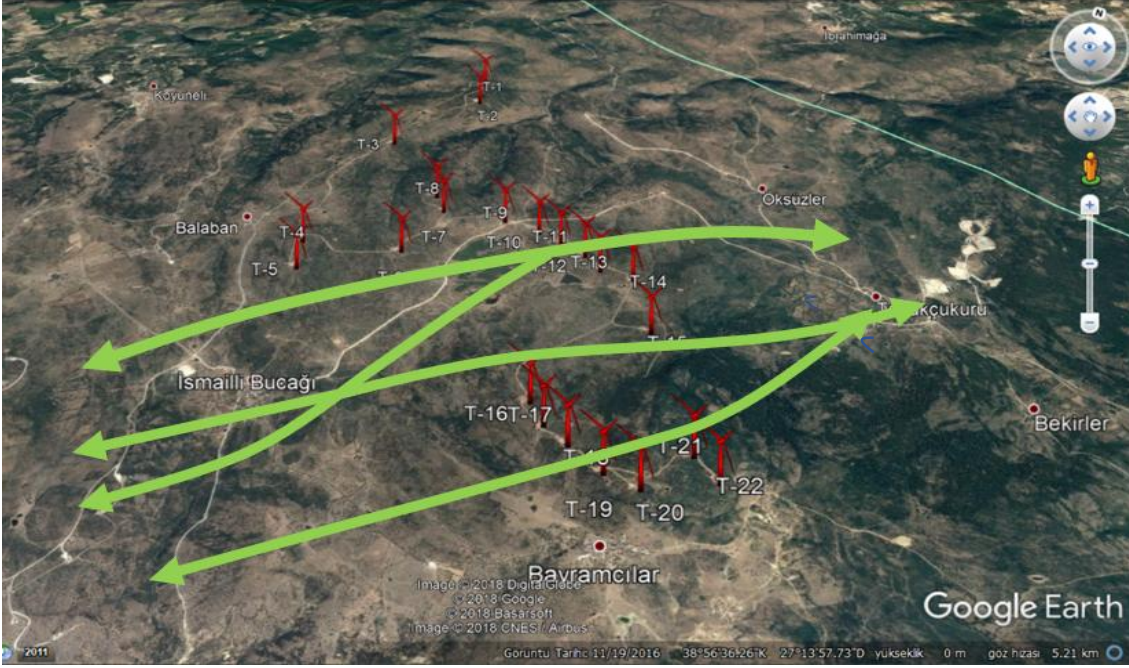 N
İbrahimağa
Koyuneli
T-1
T-2
T-3
T-8
Öksüzler
T-9
Balaban
T-4
T-7
T-10
T-11
T-5
T-12
T-13
T-14
İsmailli Bucağı
T-16
T-17
Bekirler
T-21
T-22
T-19
T-20
Bayramcılar
Image © 2018 DigitalGlobe
© 2018 Google
© 2018 Basarsoft
Image © 2018 CNES / Airbus
Google Earth
2011
Görüntü Tarihi: 11/19/2016 38°56'36.26"K 27°13'57.73"D yükseklik 0 m göz hizası 5.21 km